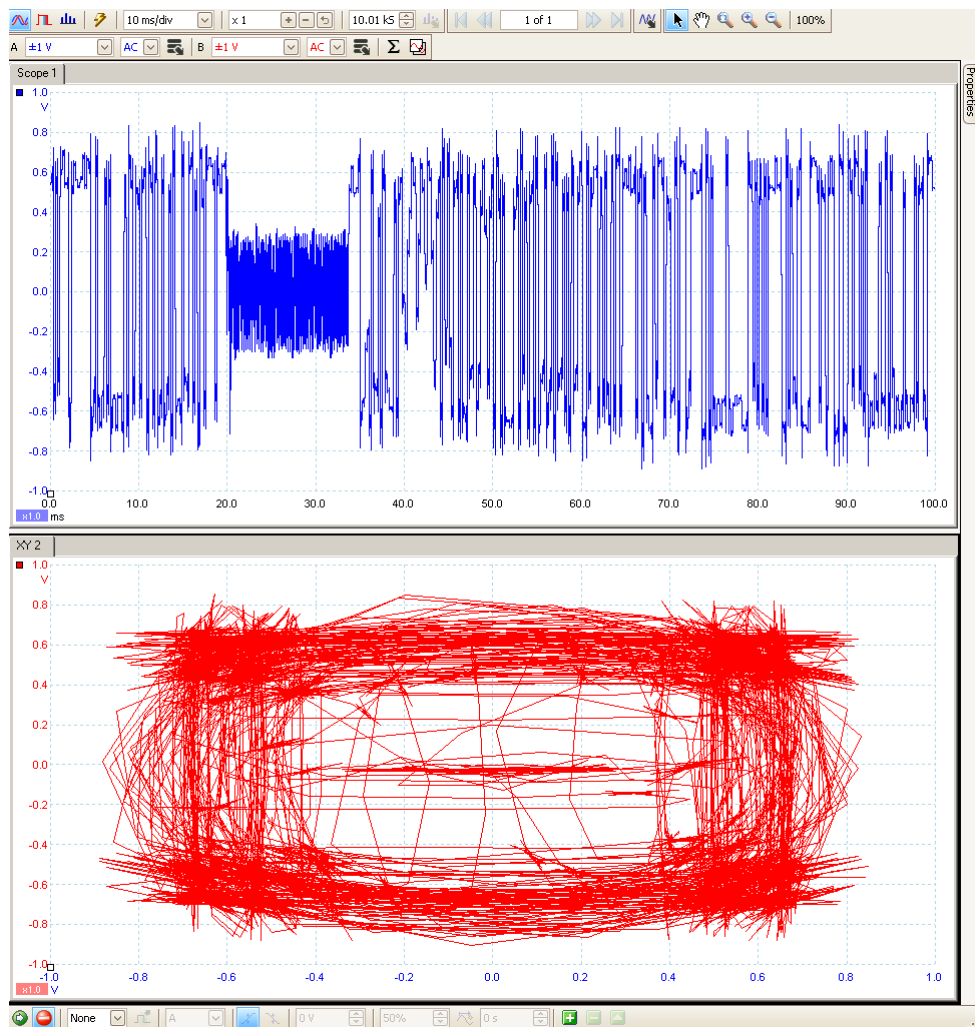 10 ms/div x 1 10.01 kS 1 of 1 100%
A ±1 V AC B ±1 V AC Σ
Scope 1
Properties
1.0
V
0.8
0.6
0.4
0.2
0.0
-0.2
-0.4
-0.6
-0.8
-1.0
0.0 10.0 20.0 30.0 40.0 50.0 60.0 70.0 80.0 90.0 100.0
x1.0 ms
XY 2
1.0
V
0.8
0.6
0.4
0.2
0.0
-0.2
-0.4
-0.6
-0.8
-1.0
-1.0 -0.8 -0.6 -0.4 -0.2 0.0 0.2 0.4 0.6 0.8 1.0
x1.0 V
None A 0 V 50% 0 s